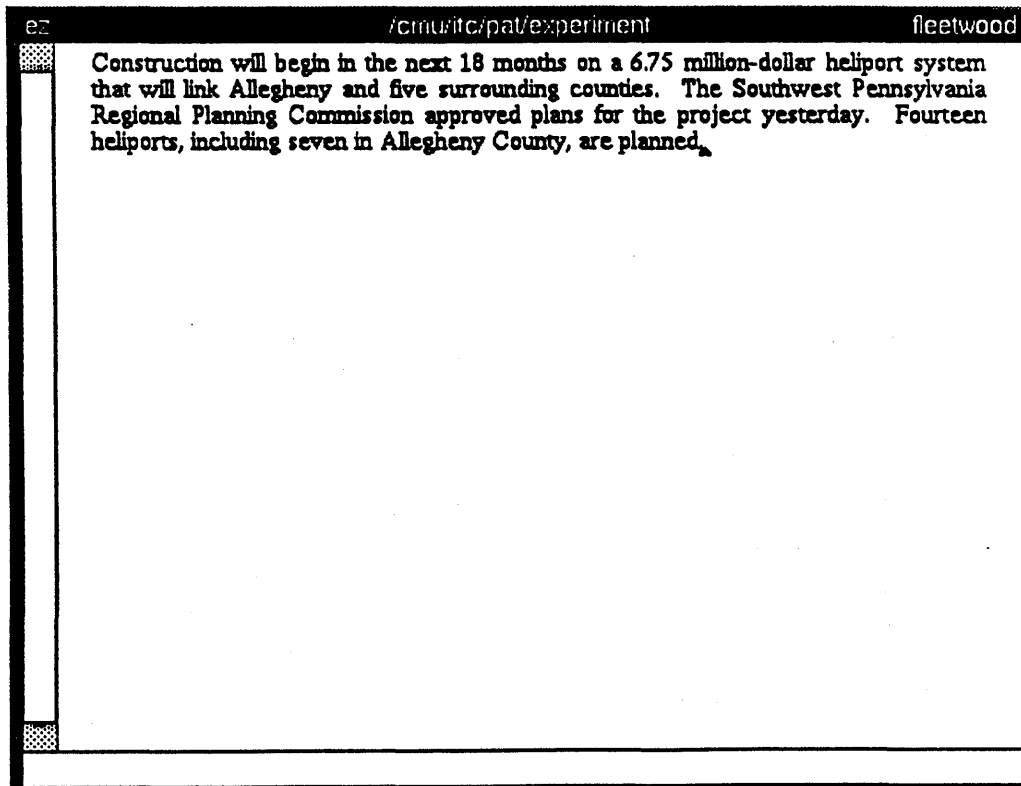 ez /cmu/itc/pat/experiment fleetwood
Construction will begin in the next 18 months on a 6.75 million-dollar heliport system
that will link Allegheny and five surrounding counties. The Southwest Pennsylvania
Regional Planning Commission approved plans for the project yesterday. Fourteen
heliports, including seven in Allegheny County, are planned.